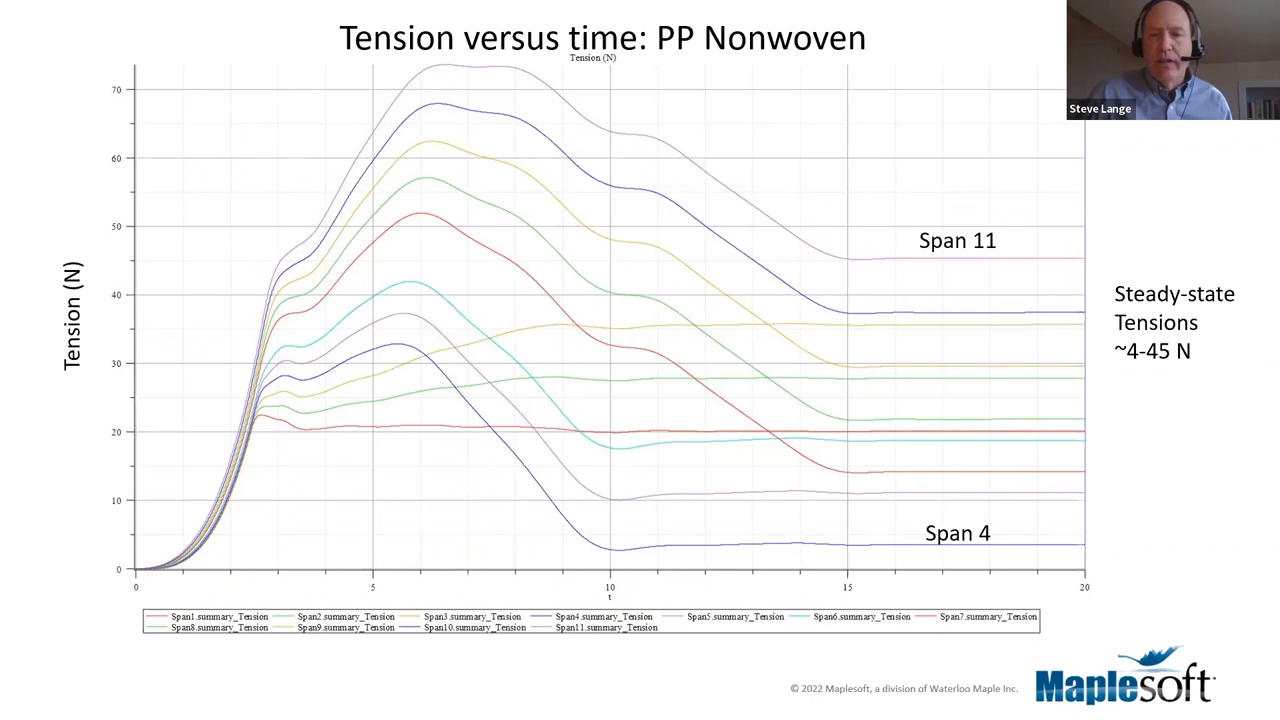 Tension versus time: PP Nonwoven
Tension (N)
Steve Lange
70
60
50
40
30
20
10
0
Tension (N)
Span 11
Span 4
Steady-state
Tensions
~4-45 N
0
5
10
15
20
t
Span1.summary_Tension Span2.summary_Tension Span3.summary_Tension Span4.summary_Tension Span5.summary_Tension Span6.summary_Tension Span7.summary_Tension
Span8.summary_Tension Span9.summary_Tension Span10.summary_Tension Span11.summary_Tension
© 2022 Maplesoft, a division of Waterloo Maple Inc.
Maplesoft